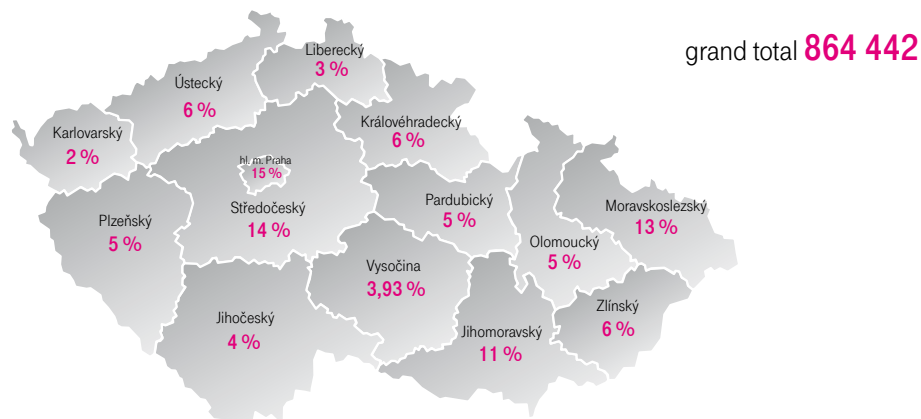 grand total 864 442
Liberecký
3 %
Ústecký
6 %
Karlovarský
2 %
Královéhradecký
6 %
hl. m. Praha
15 %
Středočeský
14 %
Plzeňský
5 %
Pardubický
5 %
Moravskoslezský
13 %
Olomoucký
5 %
Vysočina
3,93 %
Jihočeský
4 %
Jihomoravský
11 %
Zlínský
6 %